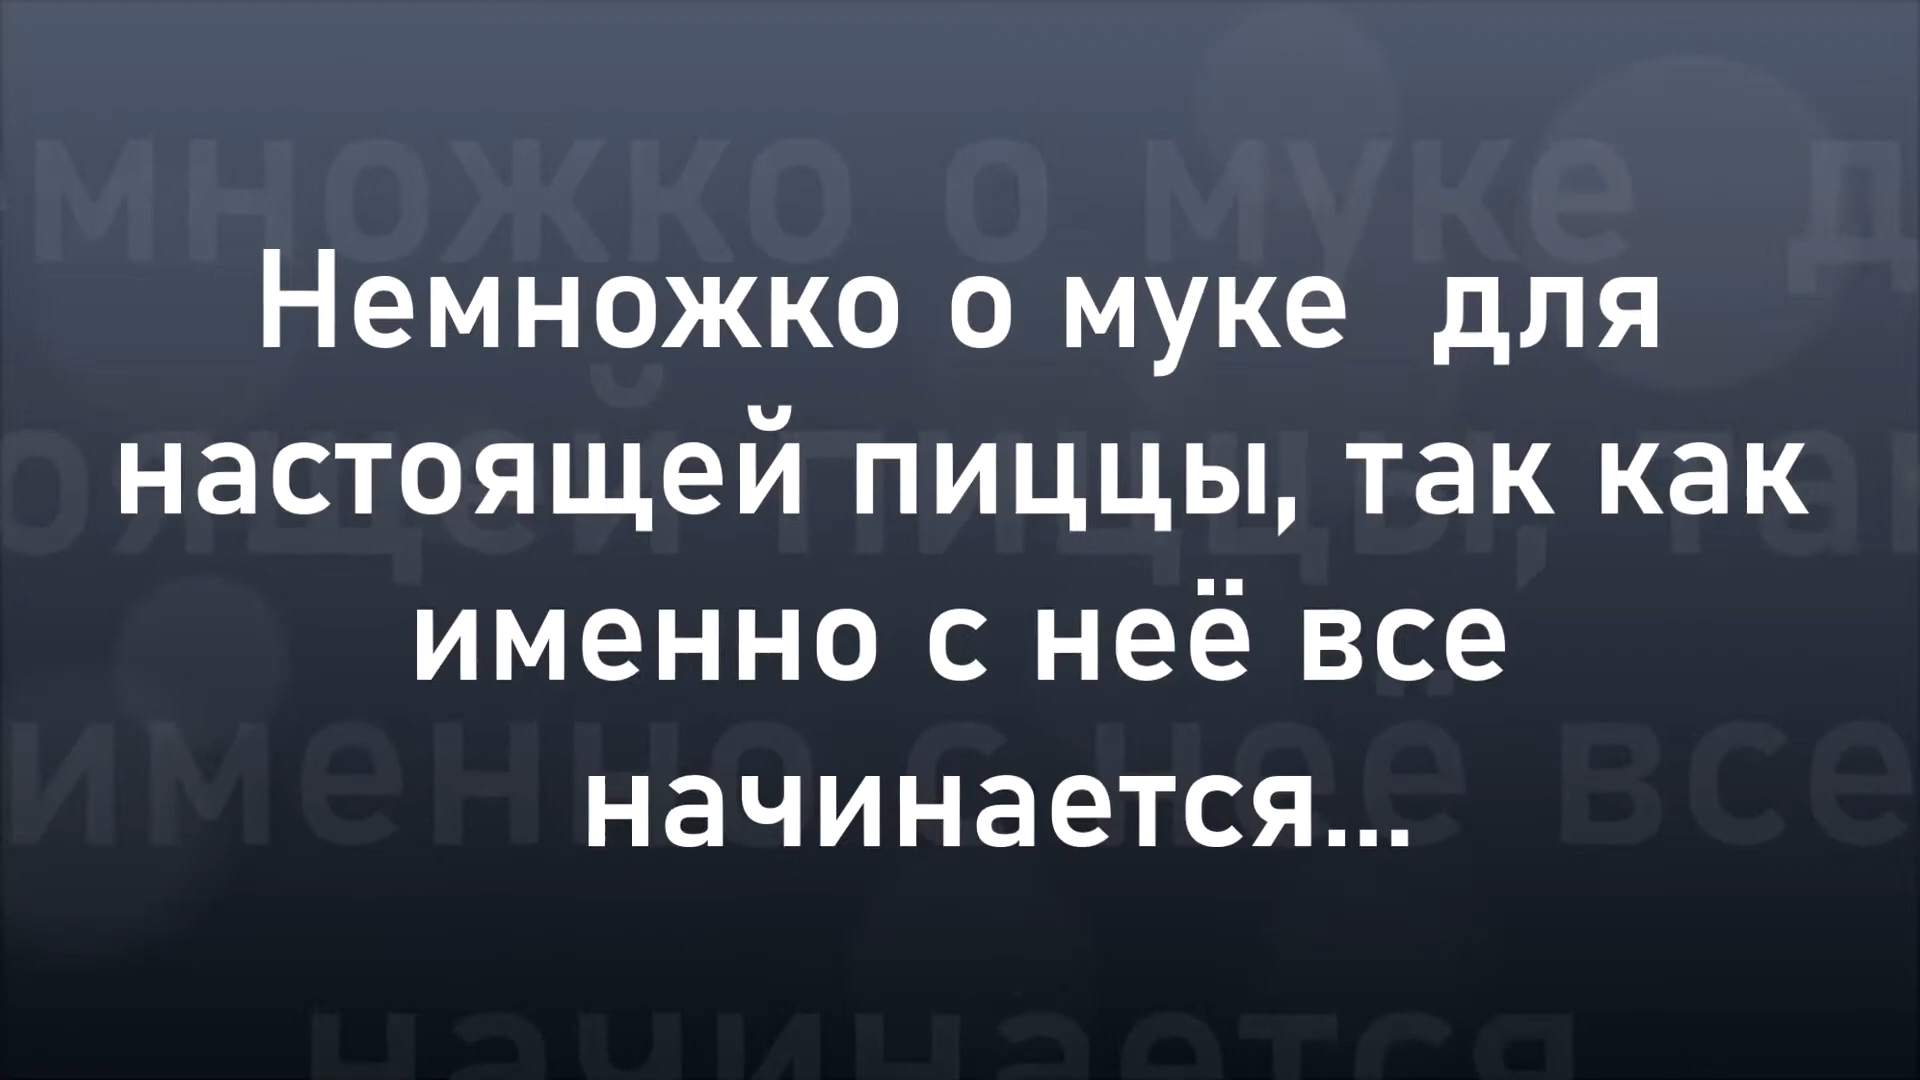 Немножко о муке  для
настоящей пиццы, так как
именно с неё все
начинается...